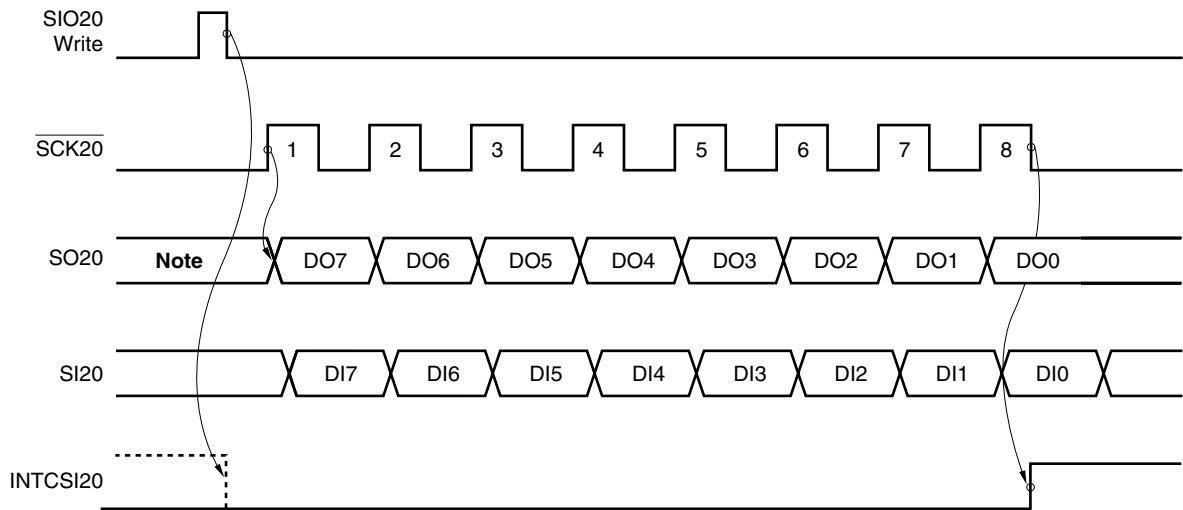 SIO20
Write
SCK20
1 2 3 4 5 6 7 8
SO20
Note DO7 DO6 DO5 DO4 DO3 DO2 DO1 DO0
SI20
DI7 DI6 DI5 DI4 DI3 DI2 DI1 DI0
INTCSI20